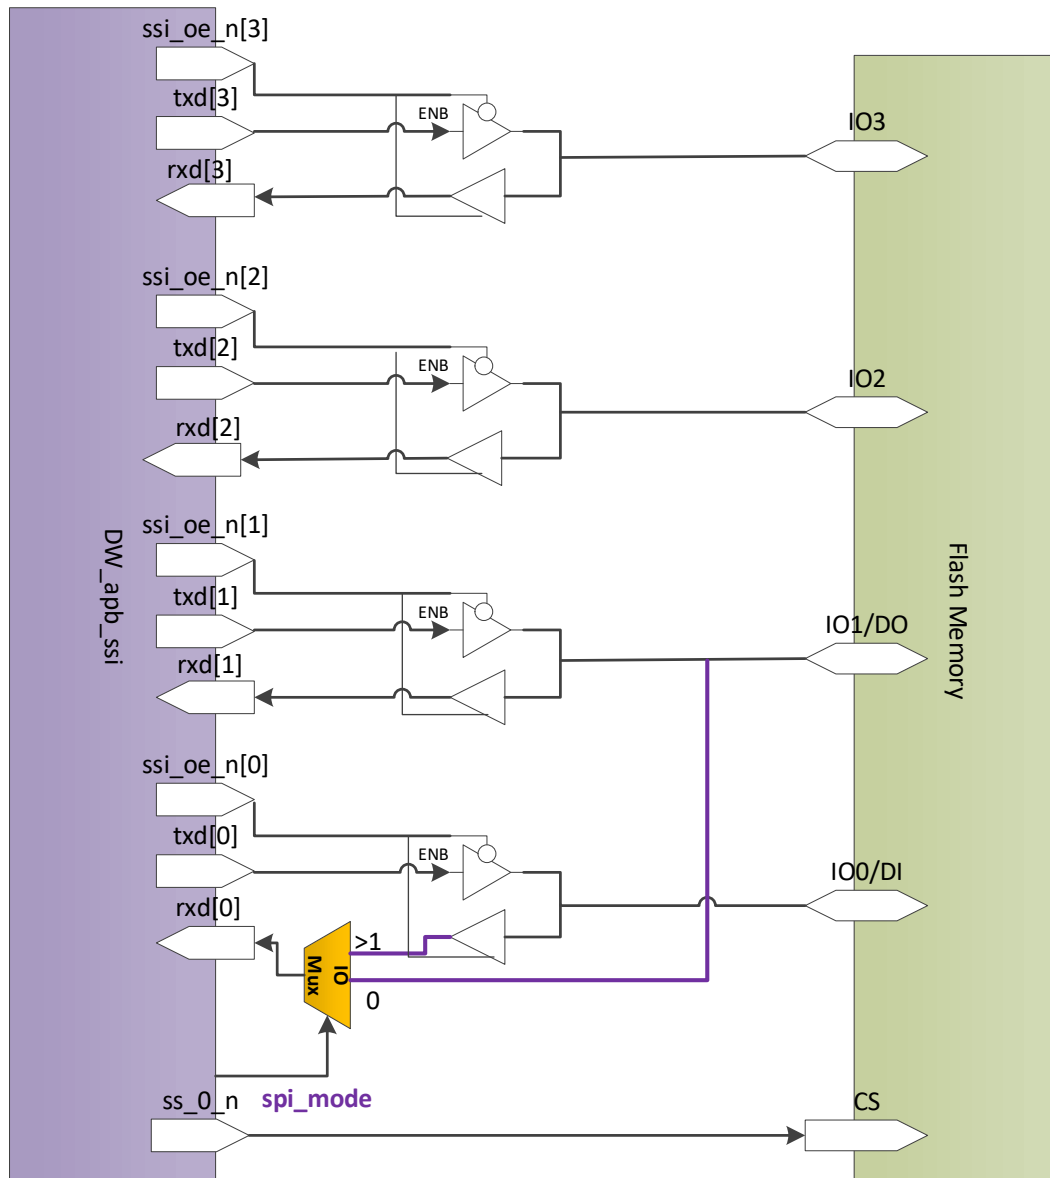 ssi_oe_n[3]
txd[3]
ENB
rxd[3]
IO3
ssi_oe_n[2]
txd[2]
ENB
rxd[2]
IO2
DW_apb_ssi
ssi_oe_n[1]
txd[1]
ENB
rxd[1]
IO1/DO
Flash Memory
ssi_oe_n[0]
txd[0]
ENB
rxd[0]
IO0/DI
>1
IO
Mux
0
spi_mode
ss_0_n
CS